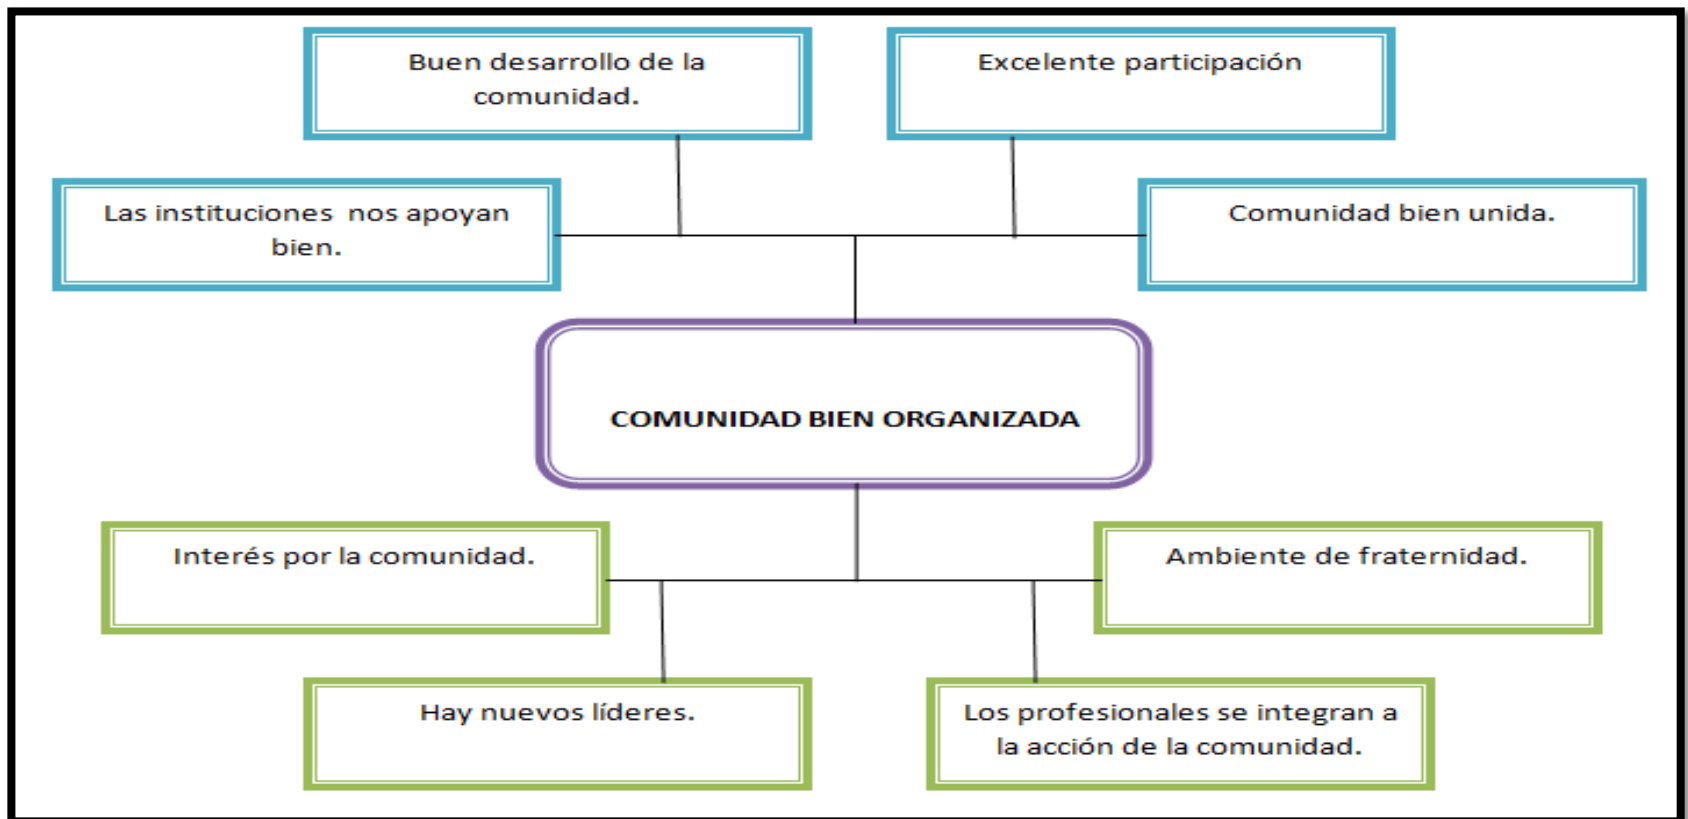 Buen desarrollo de la
comunidad.
Excelente participación
Las instituciones nos apoyan
bien.
Comunidad bien unida.
COMUNIDAD BIEN ORGANIZADA
Interés por la comunidad.
Ambiente de fraternidad.
Hay nuevos líderes.
Los profesionales se integran a
la acción de la comunidad.